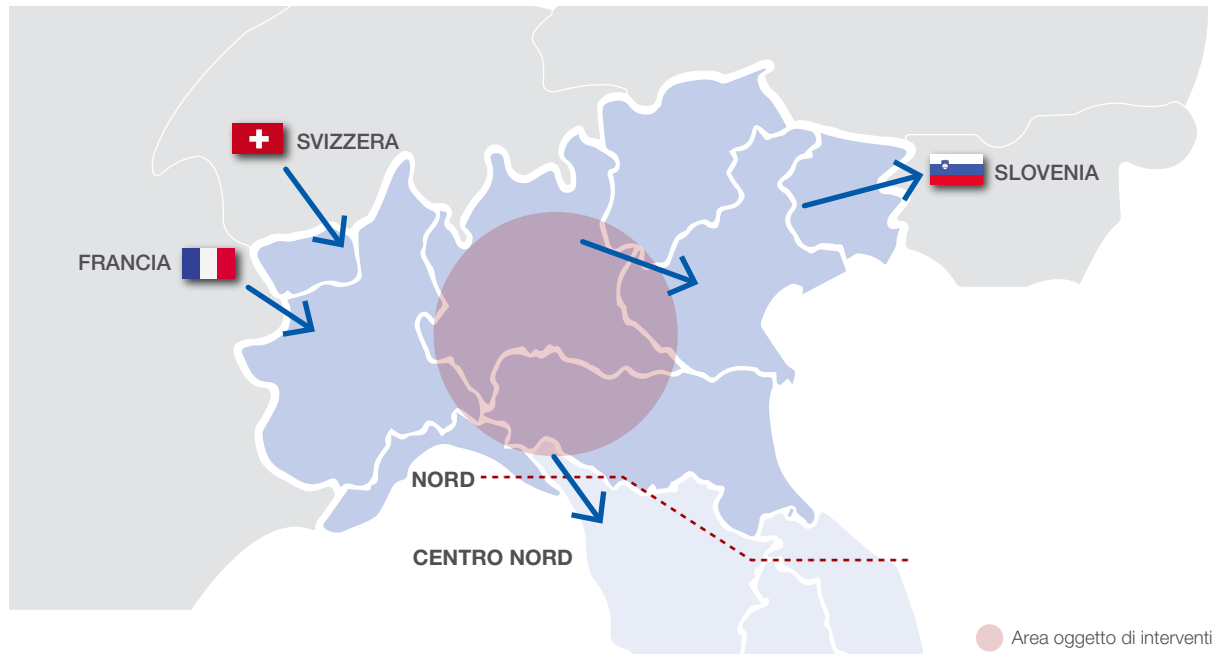 SVIZZERA
SLOVENIA
FRANCIA
NORD
CENTRO NORD
Area oggetto di interventi